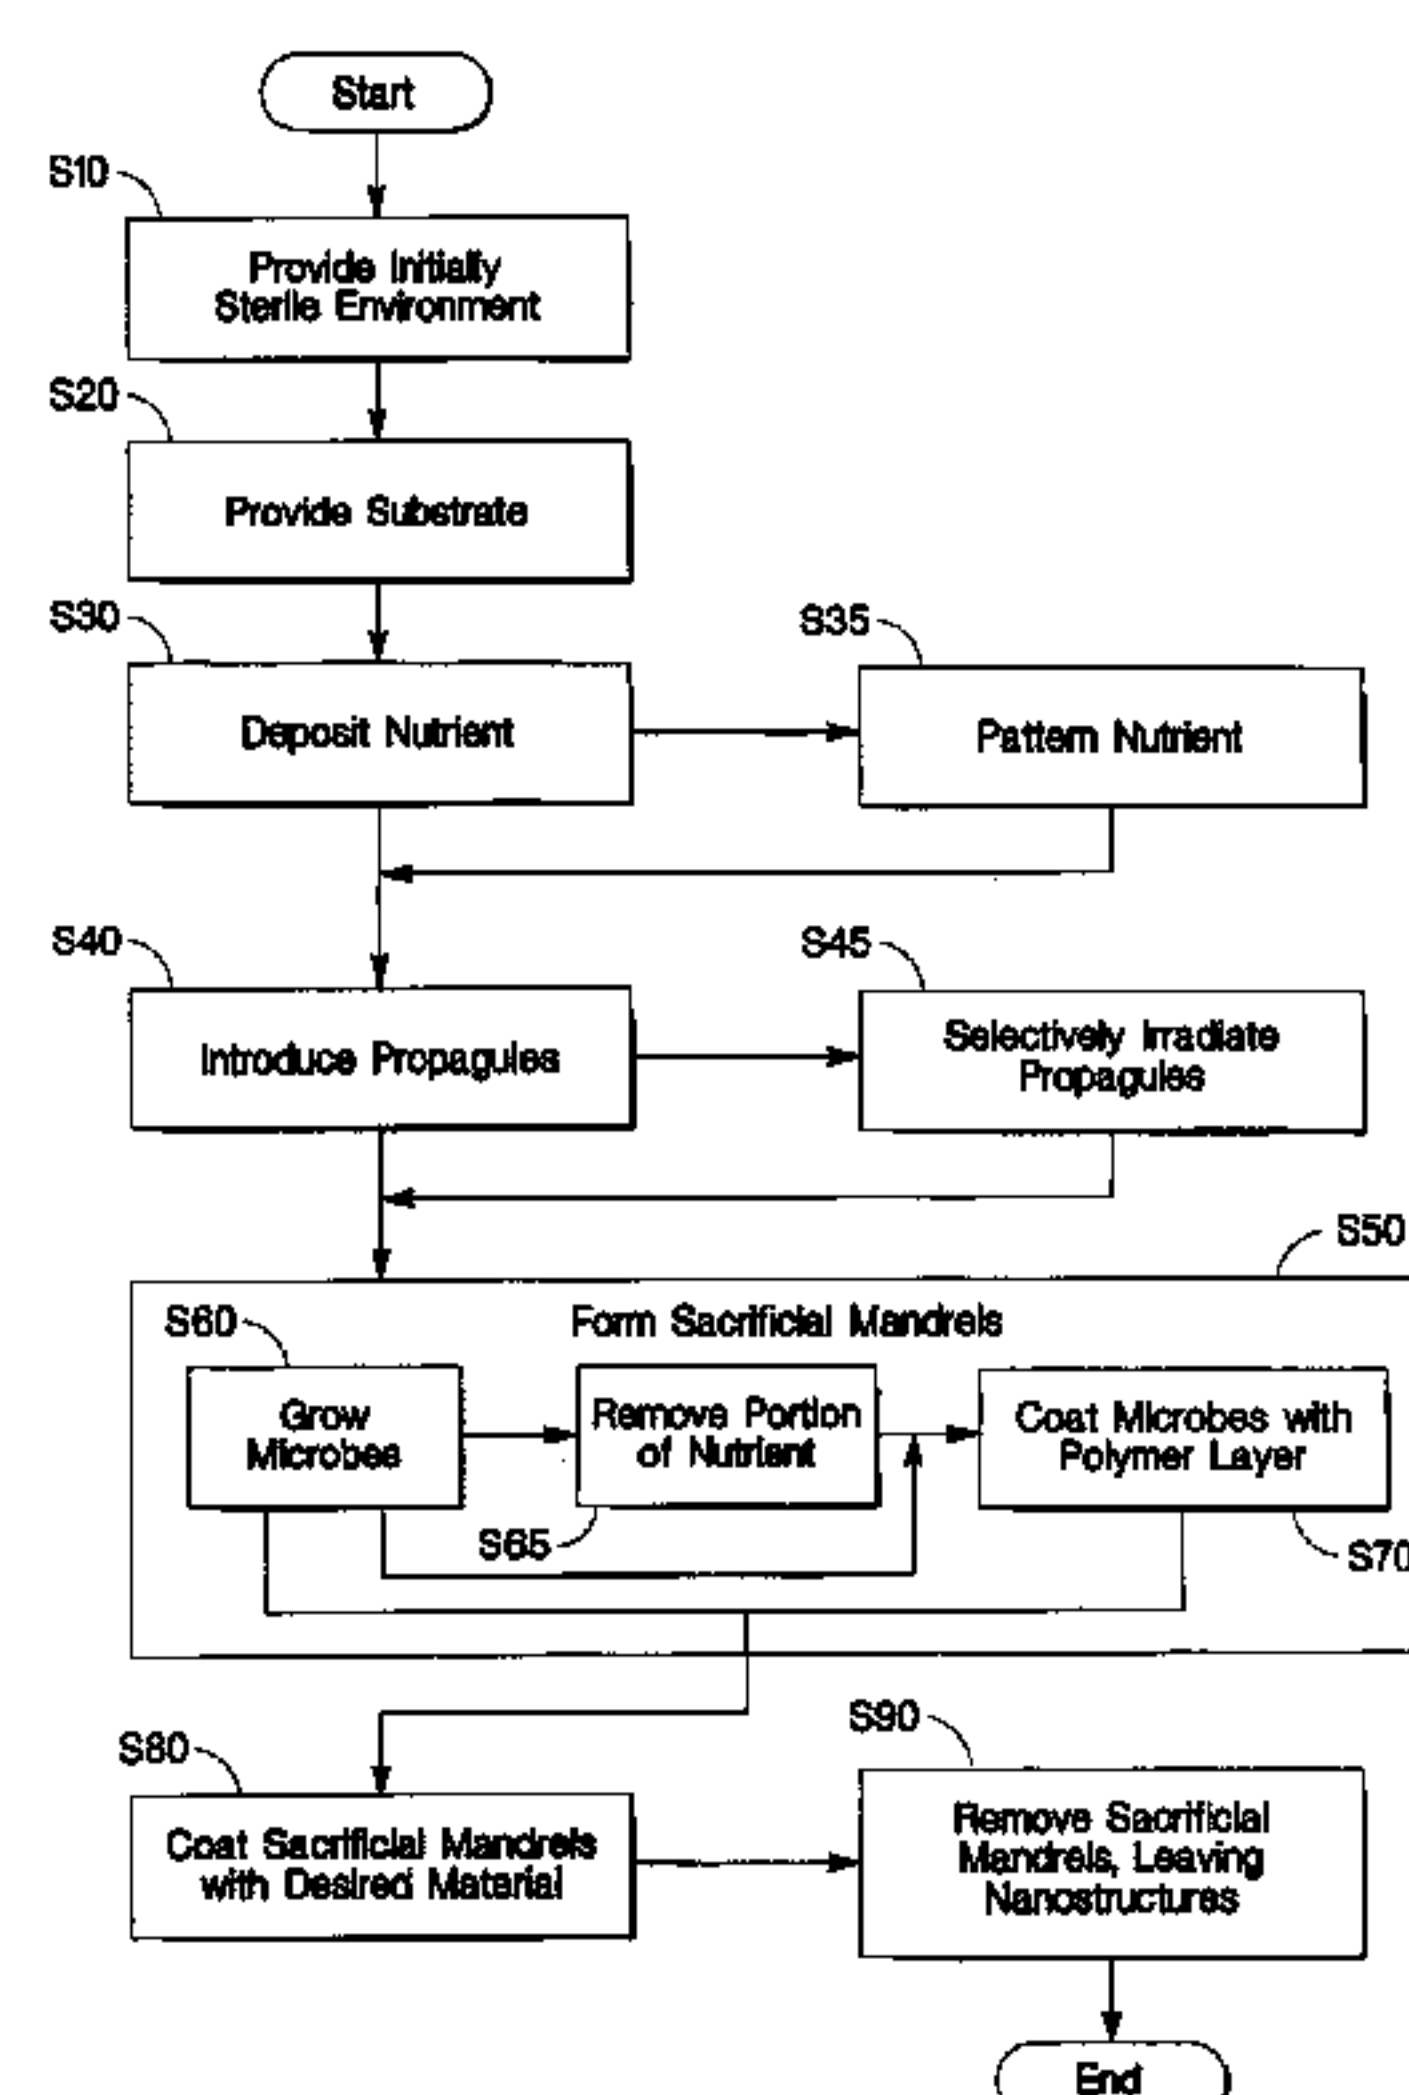 Start
S10
Provide Initially
Sterile Environment
S20
Provide Substrate
S30
Deposit Nutrient
S35
Pattern Nutrient
S40
Introduce Propagules
S45
Selectively Irradiate
Propagules
S50
Form Sacrificial Mandrels
S60
Grow
Microbes
Remove Portion
of Nutrient
S65
Coat Microbes with
Polymer Layer
S70
S80
Coat Sacrificial Mandrels
with Desired Material
S90
Remove Sacrificial
Mandrels, Leaving
Nanostructures
End